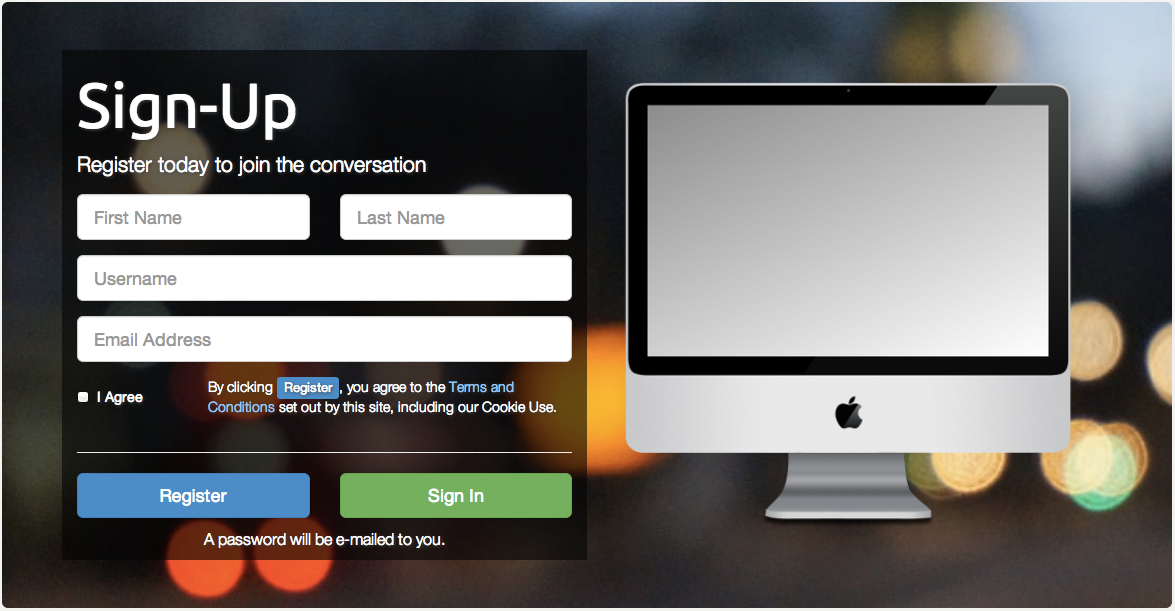 Sign-Up
Register today to join the conversation
First Name
Last Name
Username
Email Address
I Agree
By clicking Register, you agree to the Terms and
Conditions set out by this site, including our Cookie Use.
Register
Sign In
A password will be e-mailed to you.